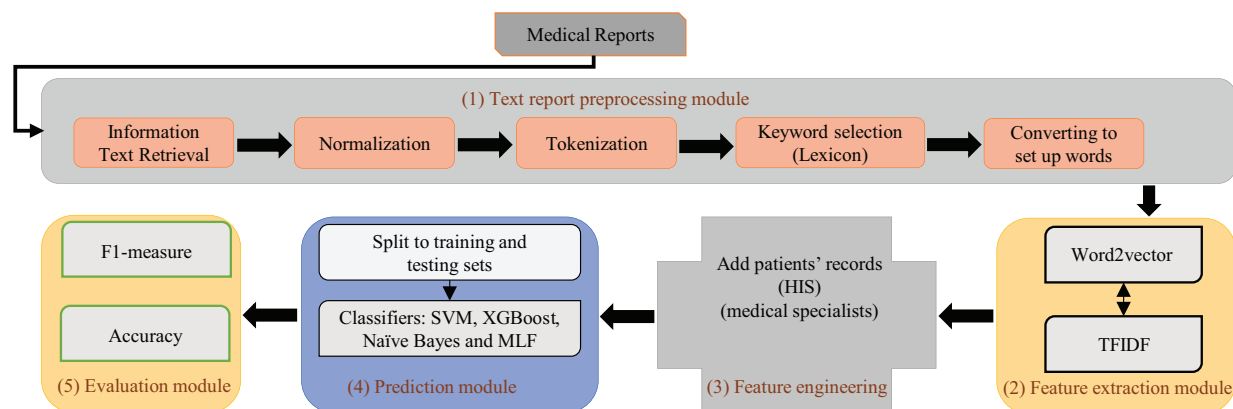 Medical Reports
(1) Text report preprocessing module
Information
Text Retrieval
Normalization
Tokenization
Keyword selection
(Lexicon)
Converting to
set up words
Word2vector
TFIDF
(2) Feature extraction module
Add patients' records
(HIS)
(medical specialists)
(3) Feature engineering
Split to training and
testing sets
Classifiers: SVM, XGBoost,
Naïve Bayes and MLF
(4) Prediction module
F1-measure
Accuracy
(5) Evaluation module